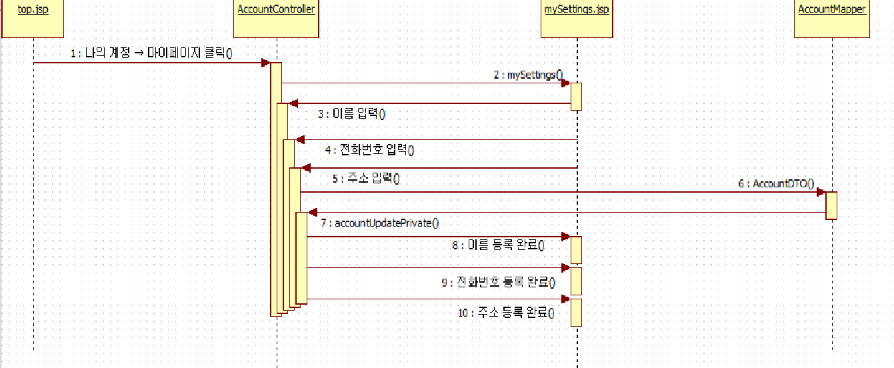 top.jsp
AccountController
mySettings.jsp
AccountMapper
1 : 나의 계정 → 마이페이지 클릭()
2 : mySettings()
3 : 이름 입력()
4 : 전화번호 입력()
5 : 주소 입력()
6 : AccountDTO()
7 : accountUpdatePrivate()
8 : 이름 등록 완료()
9 : 전화번호 등록 완료()
10 : 주소 등록 완료()